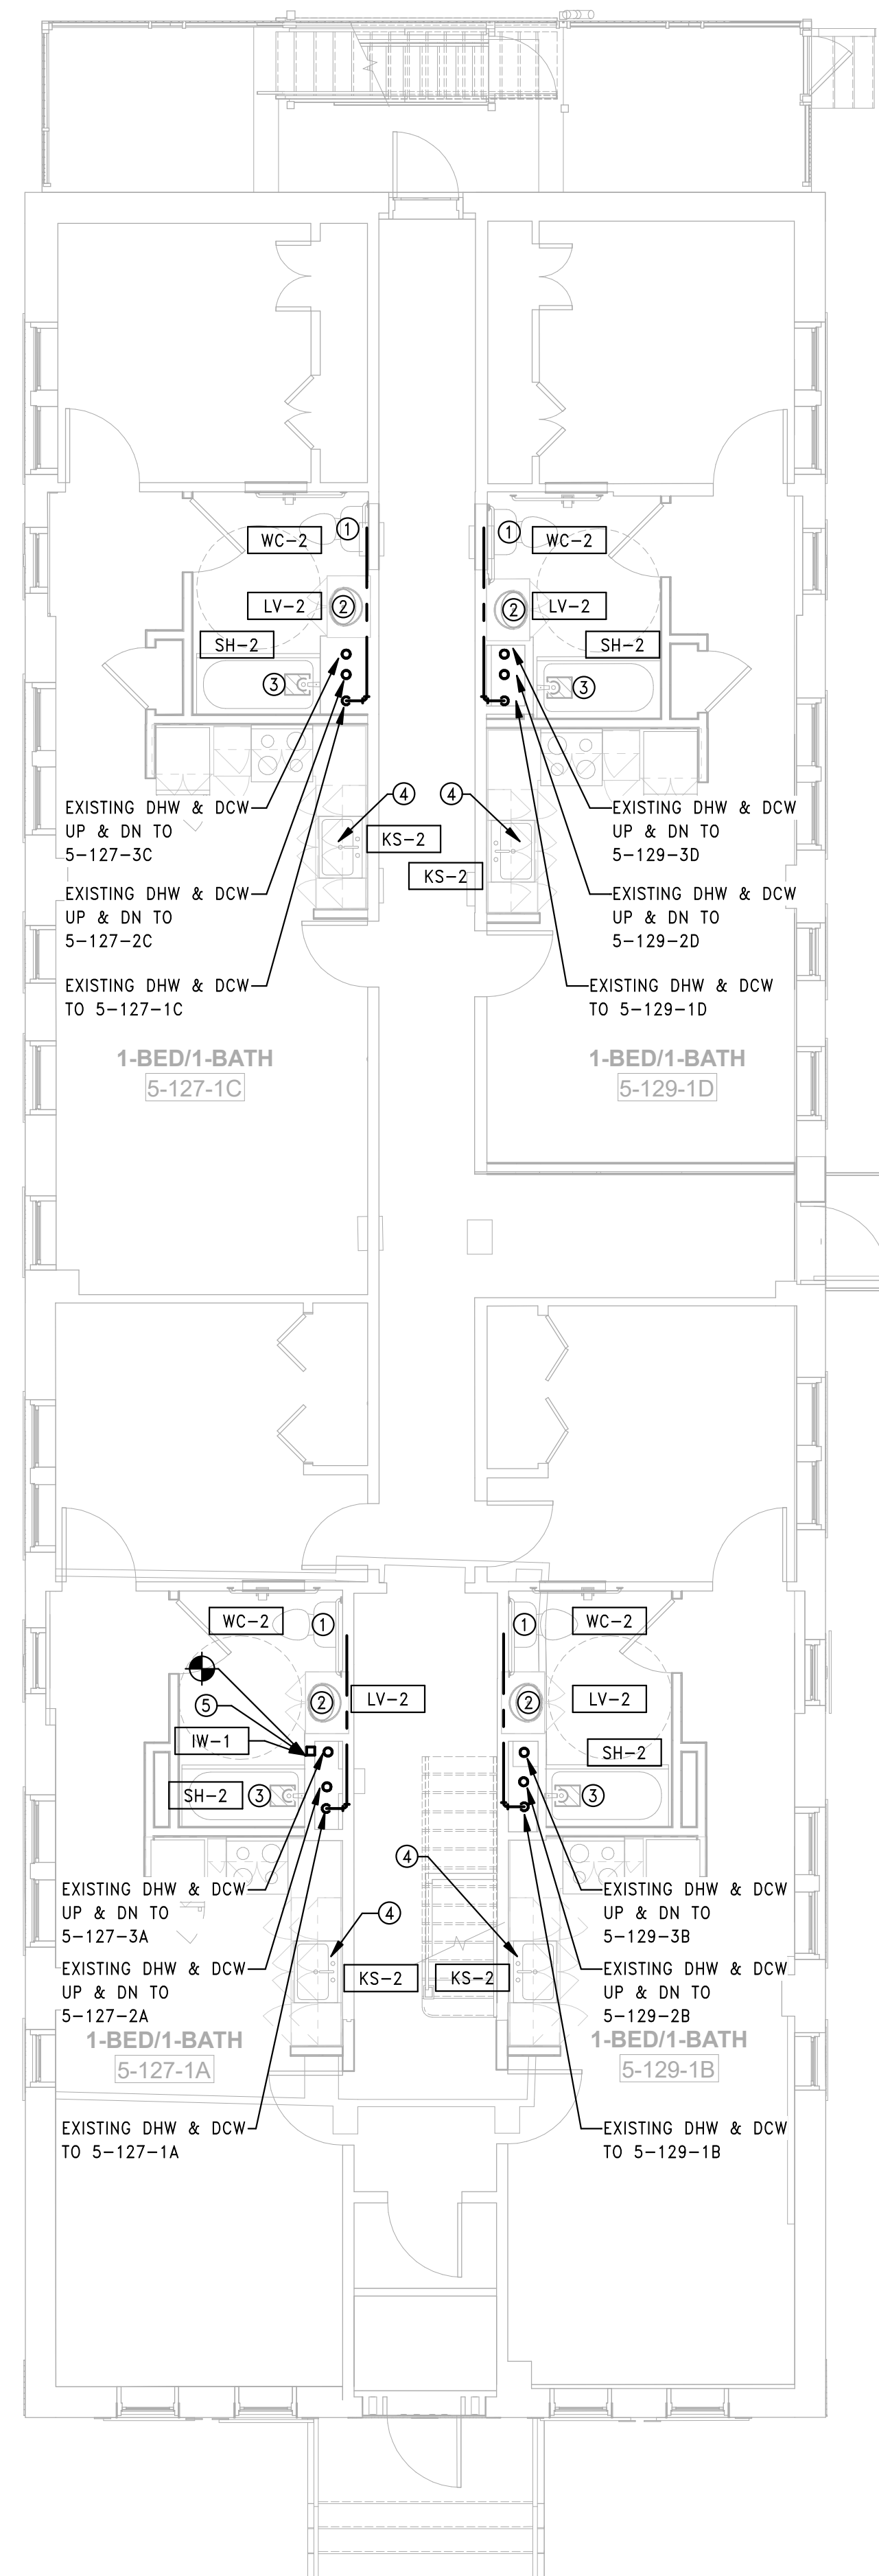 1
WC-2
1
WC-2
LV-2
2
2
LV-2
SH-2
SH-2
3
3
4
4
KS-2
KS-2
EXISTING DHW & DCW
UP & DN TO
5-127-3C
EXISTING DHW & DCW
UP & DN TO
5-129-3D
EXISTING DHW & DCW
UP & DN TO
5-127-2C
EXISTING DHW & DCW
UP & DN TO
5-129-2D
EXISTING DHW & DCW
TO 5-127-1C
EXISTING DHW & DCW
TO 5-129-1D
1-BED/1-BATH
5-127-1C
1-BED/1-BATH
5-129-1D
WC-2
1
1
WC-2
5
2
LV-2
2
LV-2
IW-1
SH-2
SH-2
3
3
4
4
KS-2
KS-2
EXISTING DHW & DCW
UP & DN TO
5-127-3A
EXISTING DHW & DCW
UP & DN TO
5-129-3B
EXISTING DHW & DCW
UP & DN TO
5-127-2A
EXISTING DHW & DCW
UP & DN TO
5-129-2B
1-BED/1-BATH
5-127-1A
1-BED/1-BATH
5-129-1B
EXISTING DHW & DCW
TO 5-127-1A
EXISTING DHW & DCW
TO 5-129-1B